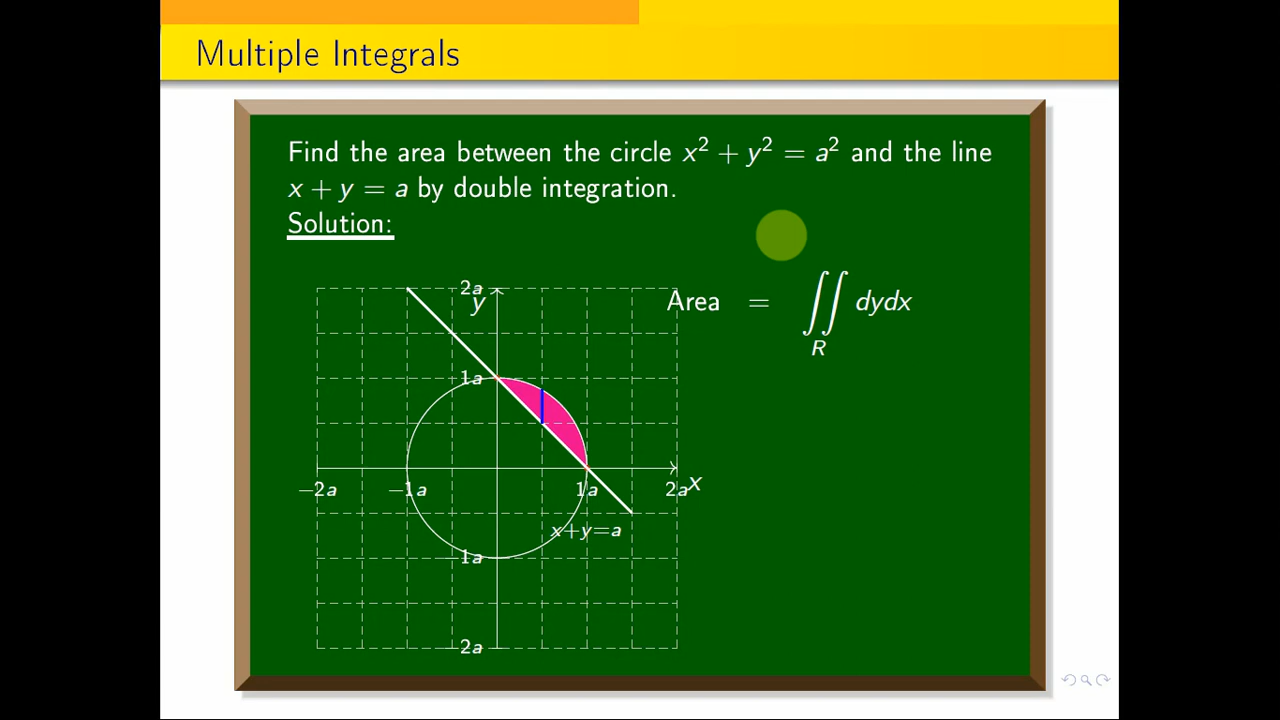 Multiple Integrals
Find the area between the circle x² + y² = a² and the line
x + y = a by double integration.
Solution:
Area = ∬ dydx
R
2a
y
1a
−2a −1a 1a 2a x
x+y=a
−1a
−2a